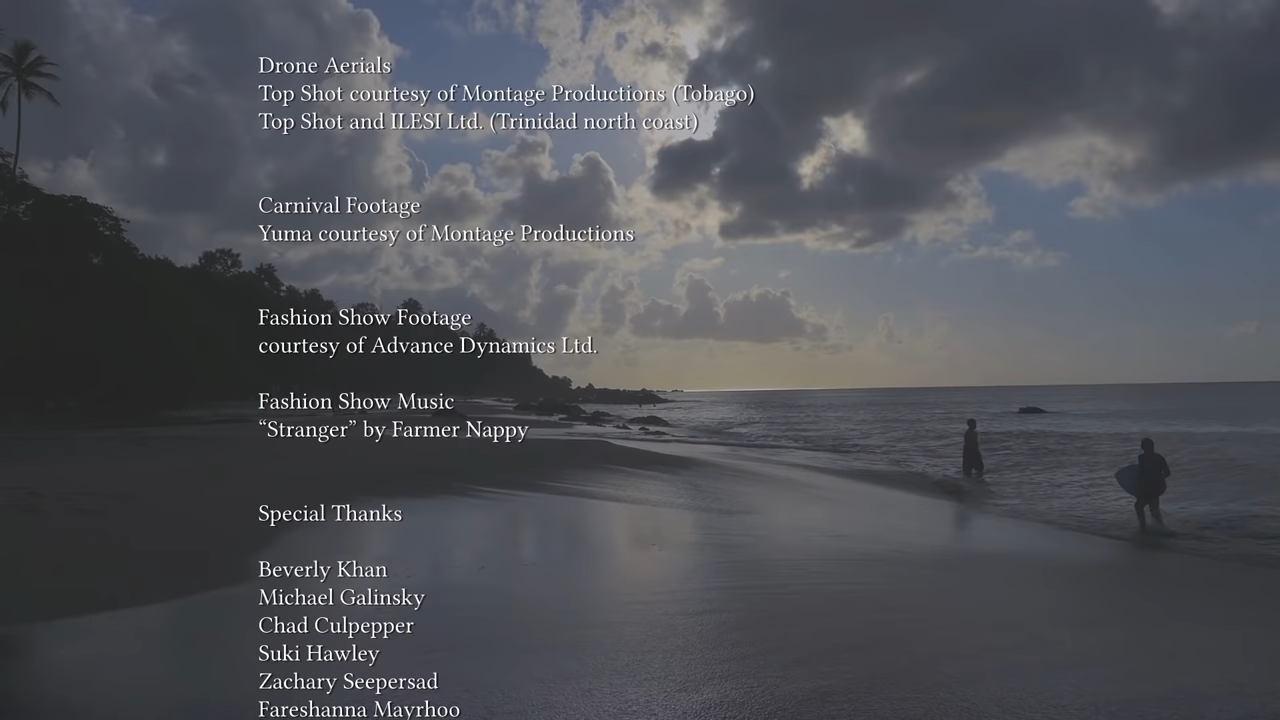 Drone Aerials
Top Shot courtesy of Montage Productions (Tobago)
Top Shot and ILESI Ltd. (Trinidad north coast)
Carnival Footage
Yuma courtesy of Montage Productions
Fashion Show Footage
courtesy of Advance Dynamics Ltd.
Fashion Show Music
“Stranger” by Farmer Nappy
Special Thanks
Beverly Khan
Michael Galinsky
Chad Culpepper
Suki Hawley
Zachary Seepersad
Fareshanna Mayrhoo